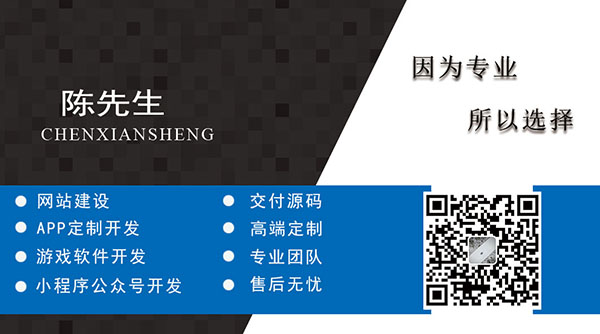 陈先生
CHENXIANSHENG
因为专业
所以选择
网站建设
APP定制开发
游戏软件开发
小程序公众号开发
交付源码
高端定制
专业团队
售后无忧